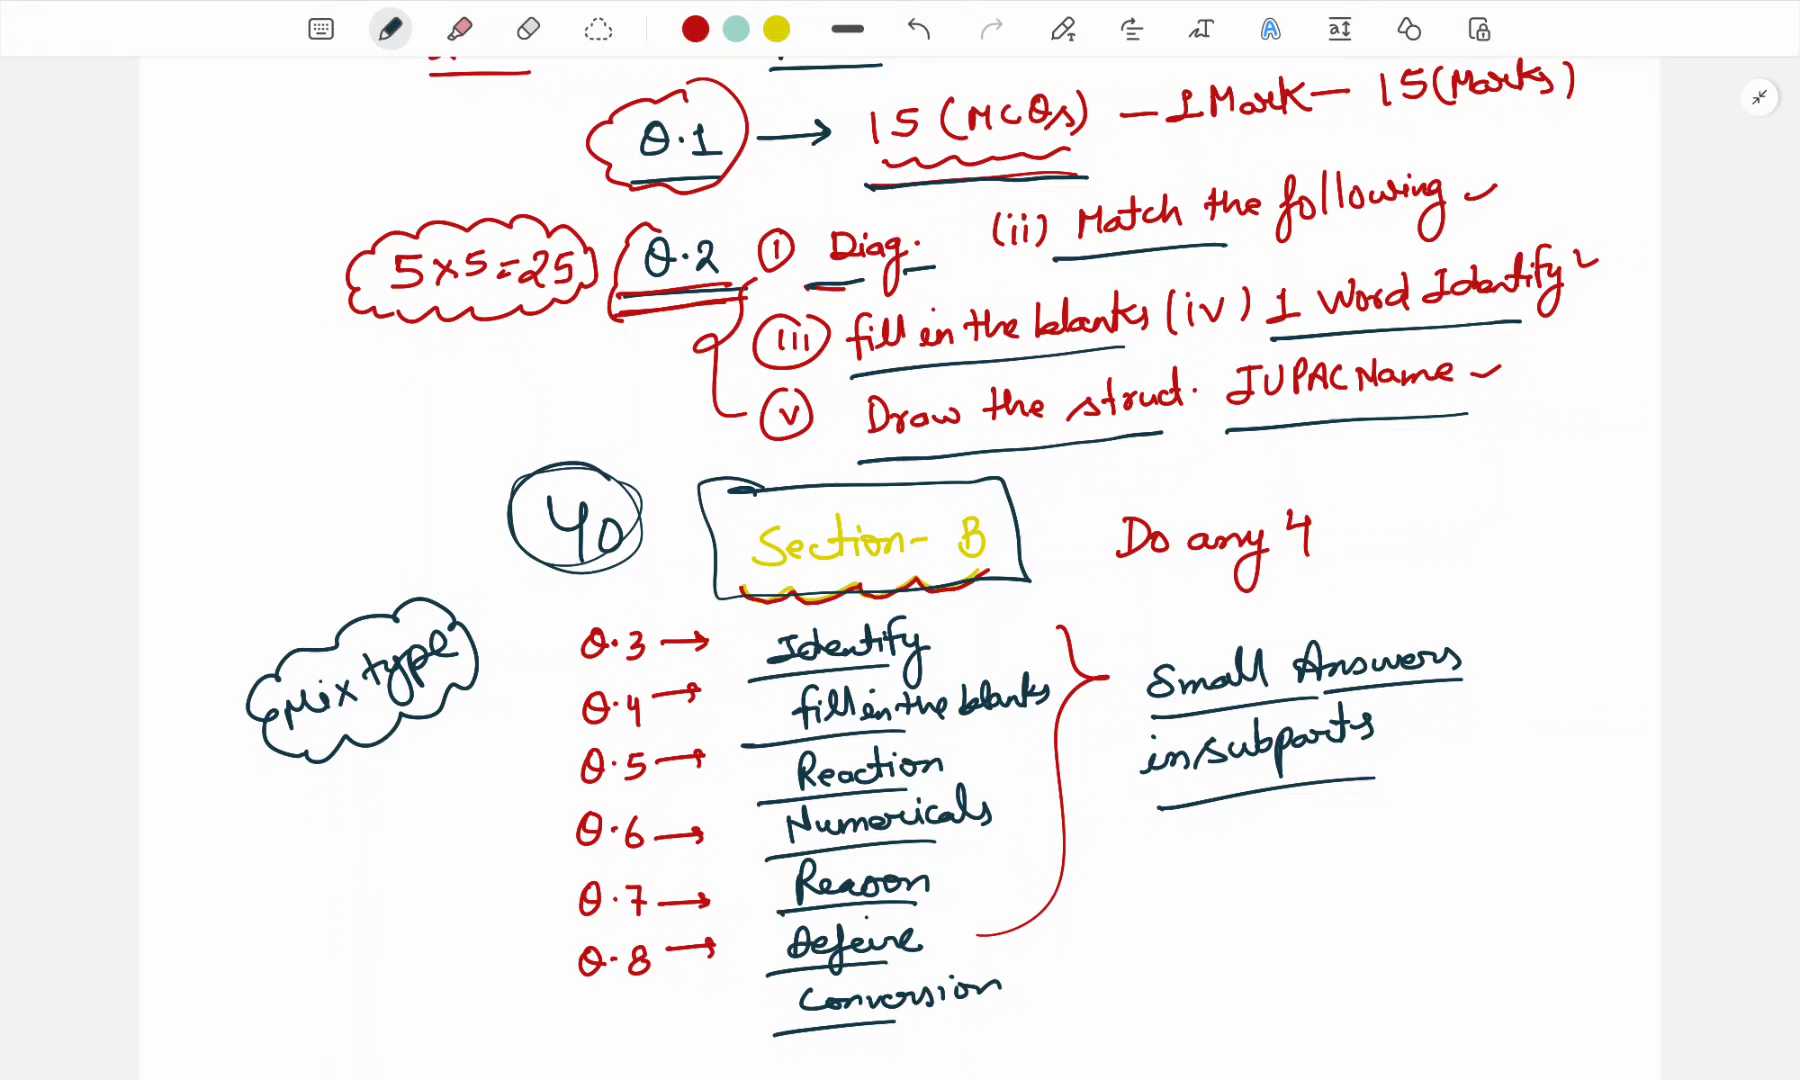 Q.1 → 15 (MCQs) — 1 Mark — 15 (Marks)
5×5=25 Q.2 (i) Diag. (ii) Match the following ✓
(iii) fill in the blanks (iv) 1 Word Identify ✓
(v) Draw the struct. IUPAC Name ✓
40 Section - B Do any 4
Mix type
Q.3 → Identify
Q.4 → fill in the blanks
Q.5 → Reaction
Q.6 → Numericals
Q.7 → Reason
Q.8 → Define
Conversion
Small Answers
in subparts